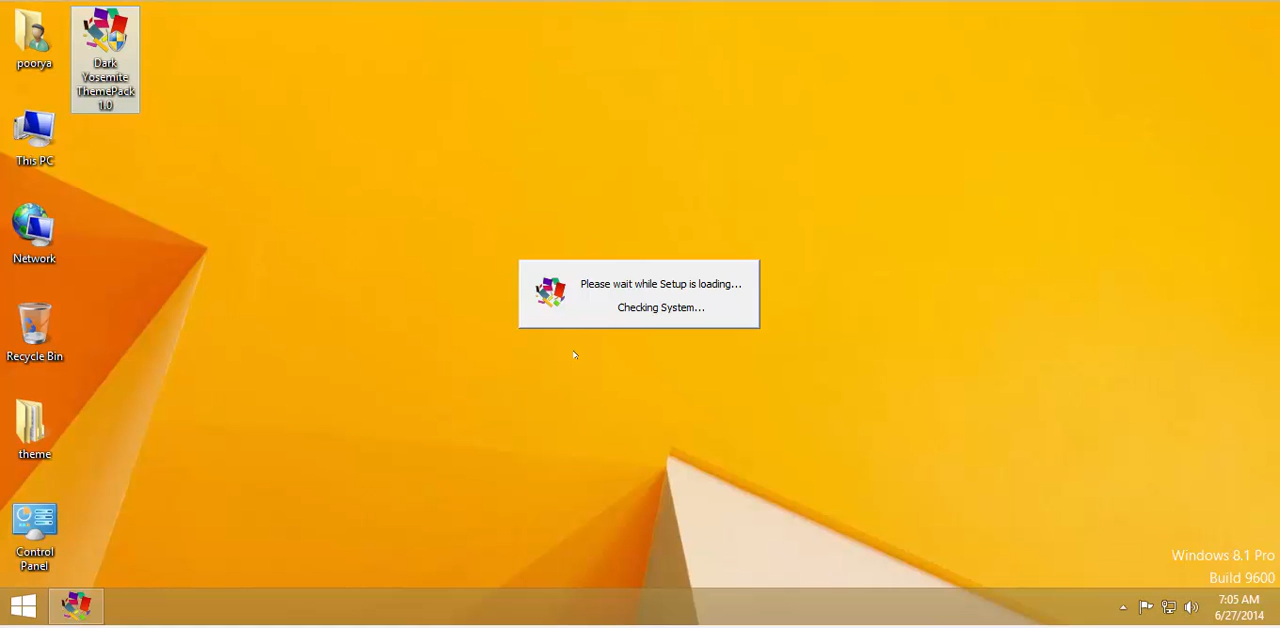 poorya
Dark
Yosemite
ThemePack
1.0
This PC
Network
Recycle Bin
theme
Control
Panel
Please wait while Setup is loading...
Checking System...
Windows 8.1 Pro
Build 9600
7:05 AM
6/27/2014